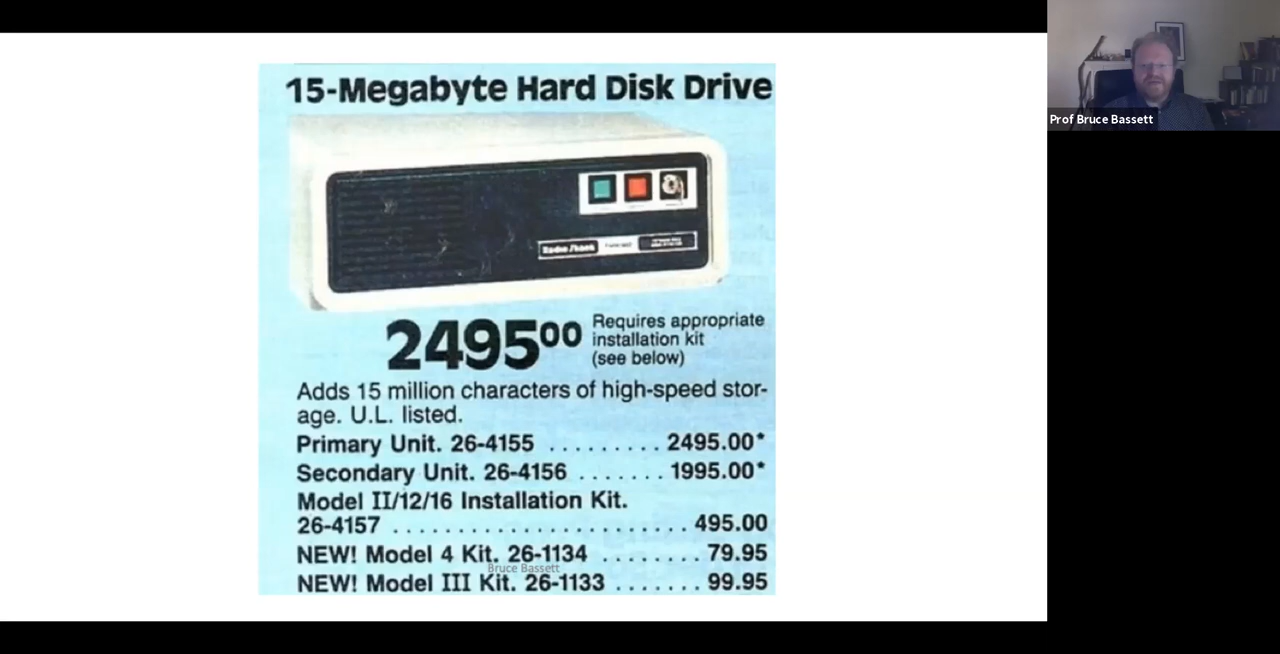 15-Megabyte Hard Disk Drive
Radio Shack
2495⁰⁰
Requires appropriate
installation kit
(see below)
Adds 15 million characters of high-speed stor-
age. U.L. listed.
Primary Unit. 26-4155 ......... 2495.00*
Secondary Unit. 26-4156 ....... 1995.00*
Model II/12/16 Installation Kit.
26-4157 ........................ 495.00
NEW! Model 4 Kit. 26-1134 ........ 79.95
Bruce Bassett
NEW! Model III Kit. 26-1133 ....... 99.95
Prof Bruce Bassett